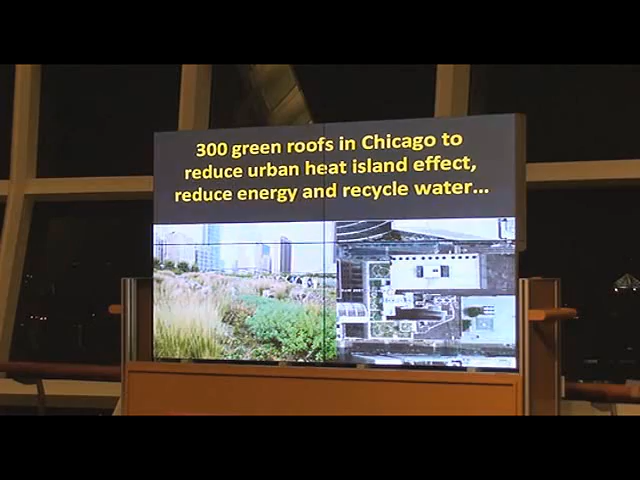 300 green roofs in Chicago to
reduce urban heat island effect,
reduce energy and recycle water...